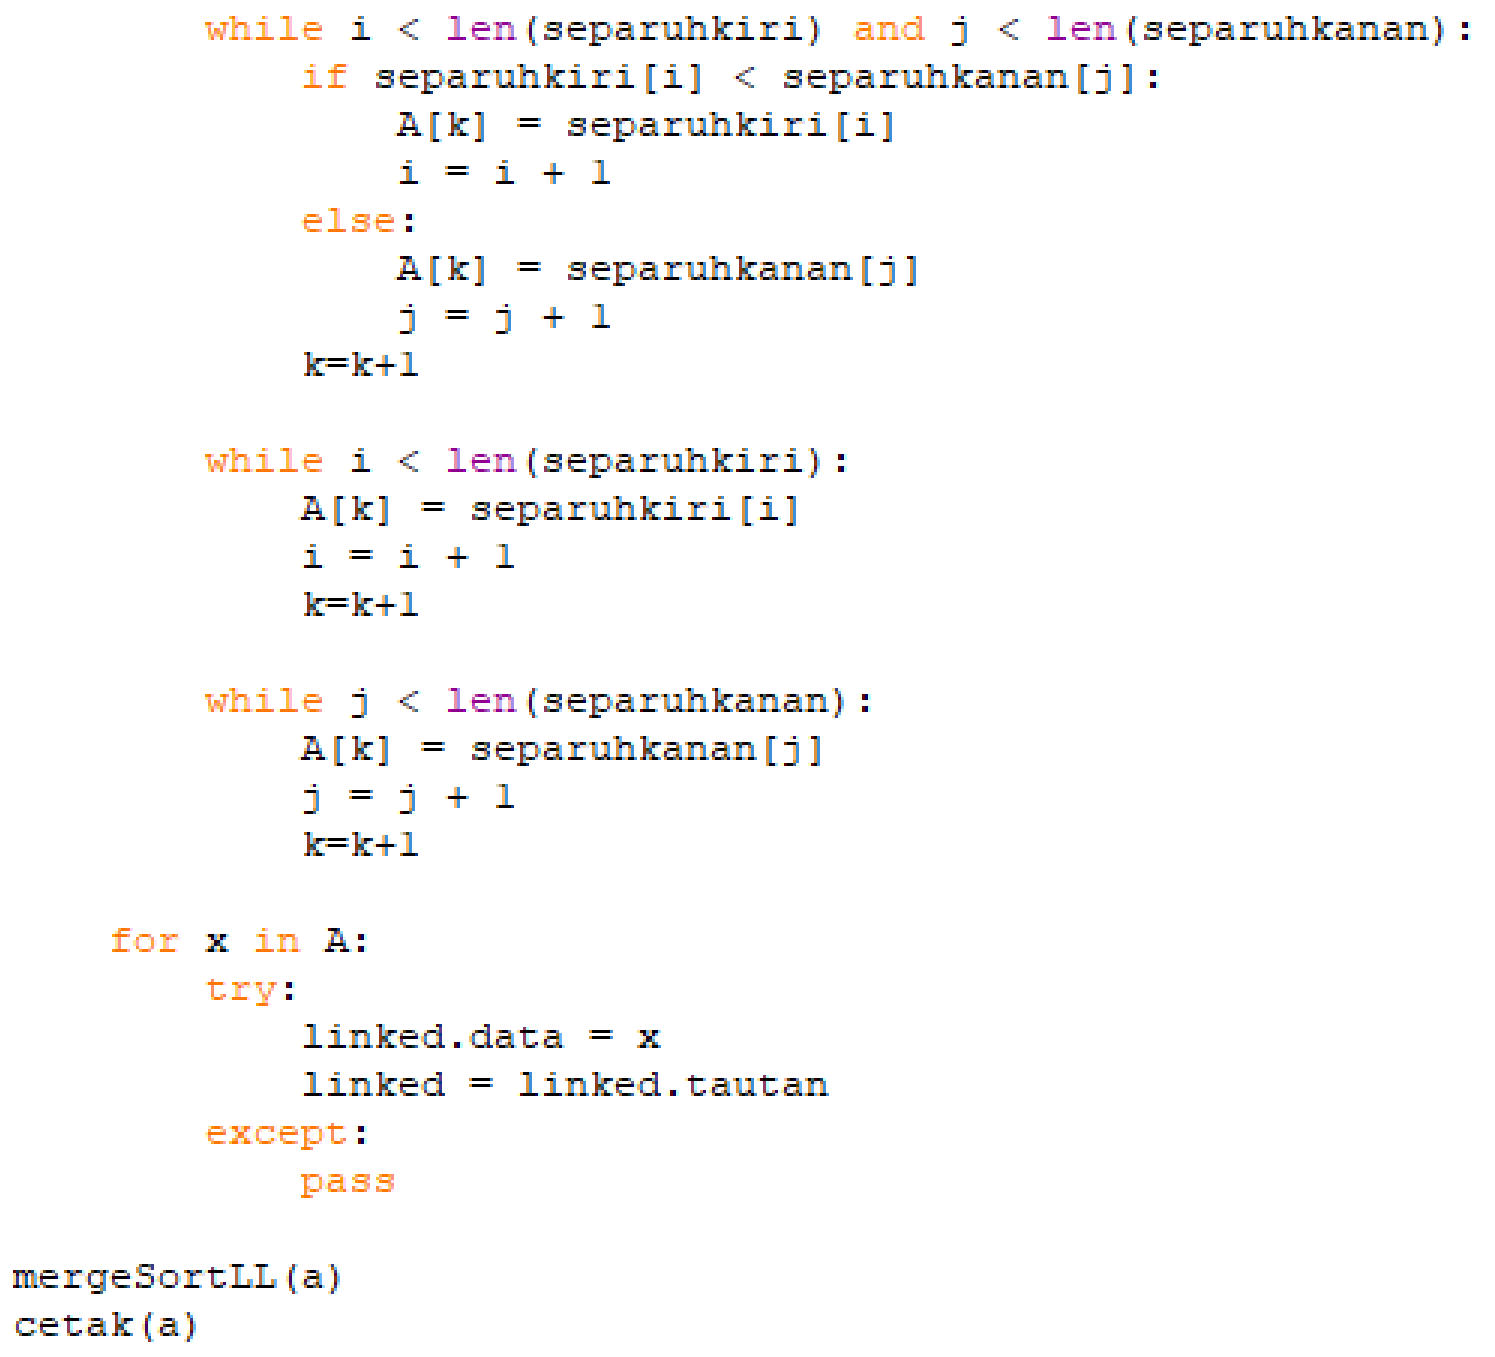 while i < len(separuhkiri) and j < len(separuhkanan):
if separuhkiri[i] < separuhkanan[j]:
A[k] = separuhkiri[i]
i = i + 1
else:
A[k] = separuhkanan[j]
j = j + 1
k=k+1
while i < len(separuhkiri):
A[k] = separuhkiri[i]
i = i + 1
k=k+1
while j < len(separuhkanan):
A[k] = separuhkanan[j]
j = j + 1
k=k+1
for x in A:
try:
linked.data = x
linked = linked.tautan
except:
pass
mergeSortLL(a)
cetak(a)